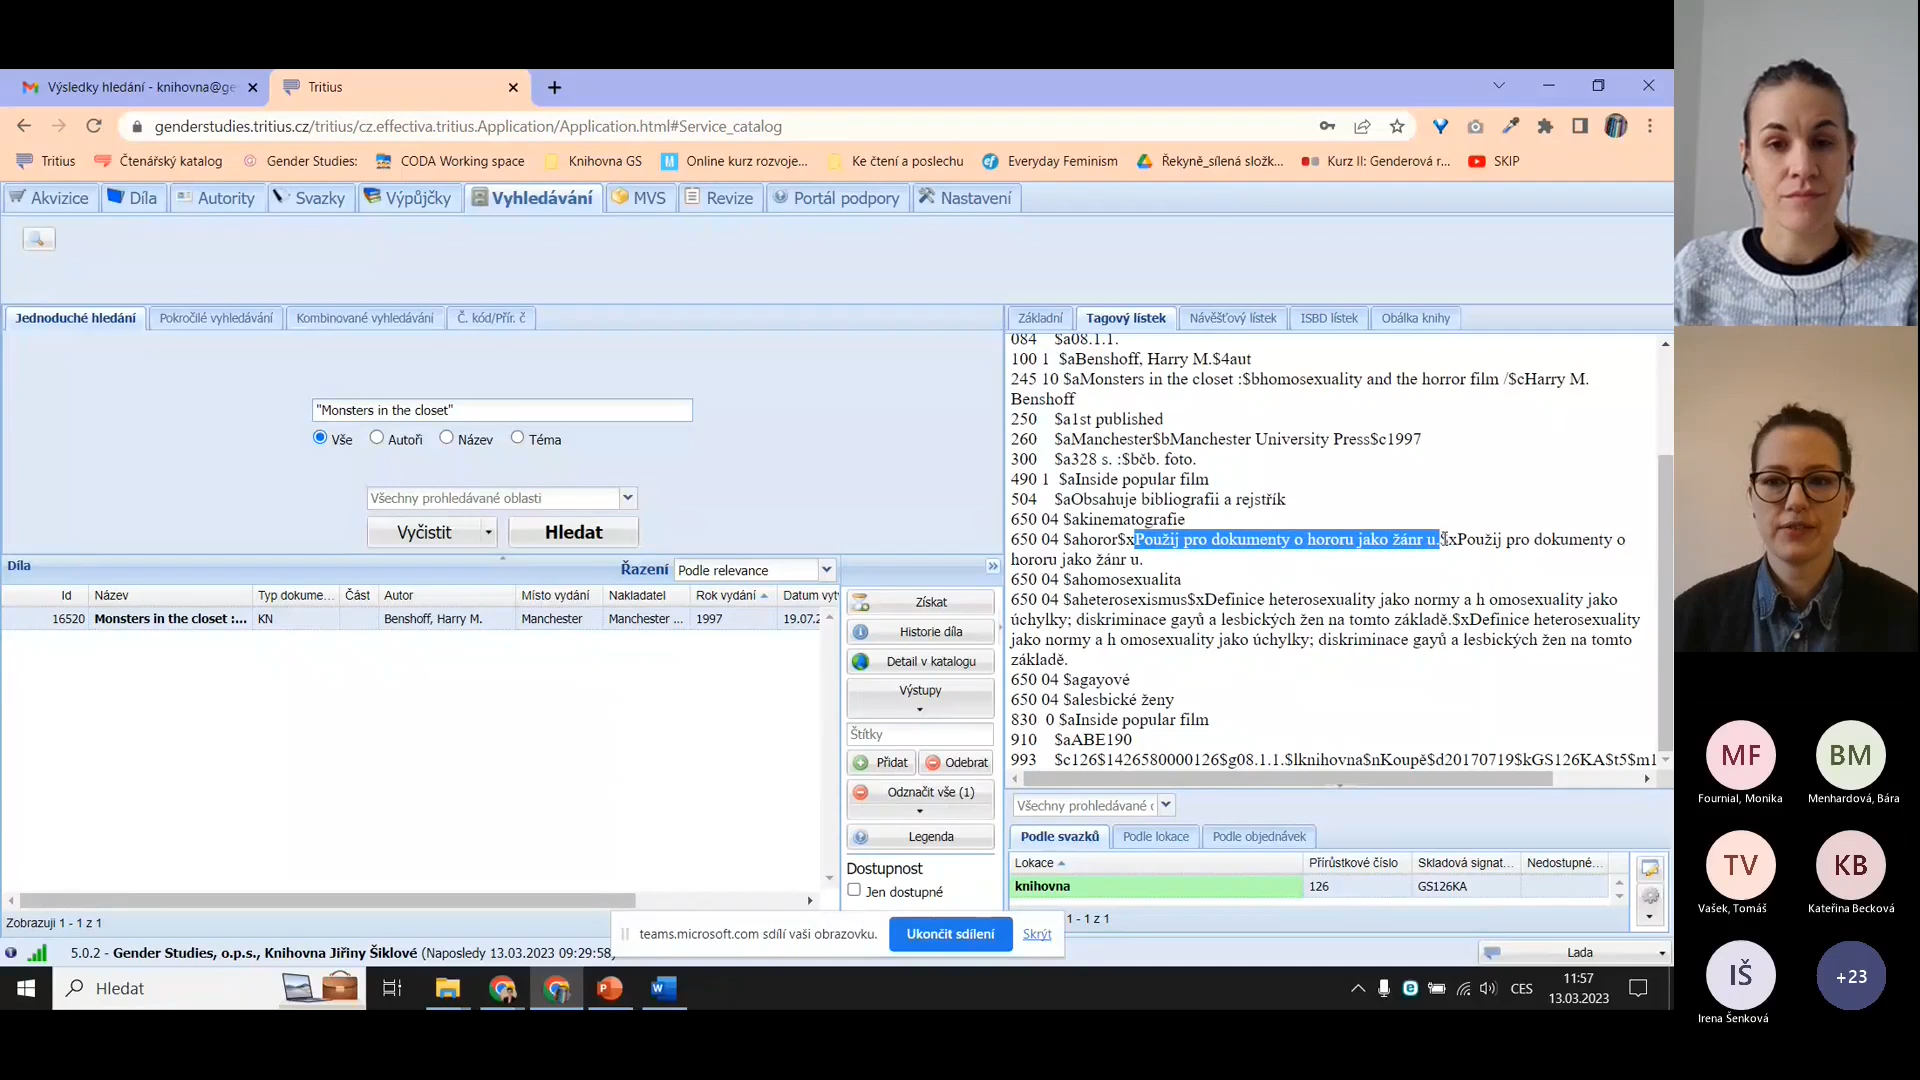 Výsledky hledání - knihovna@ge
Tritius
genderstudies.tritius.cz/tritius/cz.effectiva.tritius.Application/Application.html#Service_catalog
Tritius
Čtenářský katalog
Gender Studies:
CODA Working space
Knihovna GS
Online kurz rozvoje...
Ke čtení a poslechu
Everyday Feminism
Řekyně_sílená složk...
Kurz II: Genderová r...
SKIP
Akvizice
Díla
Autority
Svazky
Výpůjčky
Vyhledávání
MVS
Revize
Portál podpory
Nastavení
Jednoduché hledání
Pokročilé vyhledávání
Kombinované vyhledávání
Č. kód/Přír. č
"Monsters in the closet"
Vše
Autoři
Název
Téma
Všechny prohledávané oblasti
Vyčistit
Hledat
Díla
Řazení
Podle relevance
Id
Název
Typ dokume...
Část
Autor
Místo vydání
Nakladatel
Rok vydání
Datum vyt
16520
Monsters in the closet :...
KN
Benshoff, Harry M.
Manchester
Manchester ...
1997
19.07.2
Získat
Historie díla
Detail v katalogu
Výstupy
Štítky
Přidat
Odebrat
Odznačit vše (1)
Legenda
Dostupnost
Jen dostupné
Zobrazuji 1 - 1 z 1
Základní
Tagový lístek
Návěšťový lístek
ISBD lístek
Obálka knihy
084 $a08.1.1.
100 1 $aBenshoff, Harry M.$4aut
245 10 $aMonsters in the closet :$bhomosexuality and the horror film /$cHarry M.
Benshoff
250 $a1st published
260 $aManchester$bManchester University Press$c1997
300 $a328 s. :$bčb. foto.
490 1 $aInside popular film
504 $aObsahuje bibliografii a rejstřík
650 04 $akinematografie
650 04 $ahoror$xPoužij pro dokumenty o hororu jako žánr u.$xPoužij pro dokumenty o
hororu jako žánr u.
650 04 $ahomosexualita
650 04 $aheterosexismus$xDefinice heterosexuality jako normy a h omosexuality jako
úchylky; diskriminace gayů a lesbických žen na tomto základě.$xDefinice heterosexuality
jako normy a h omosexuality jako úchylky; diskriminace gayů a lesbických žen na tomto
základě.
650 04 $agayové
650 04 $alesbické ženy
830 0 $aInside popular film
910 $aABE190
993 $c126$1426580000126$g08.1.1.$lknihovna$nKoupě$d20170719$kGS126KA$t5$m1
Všechny prohledávané c
Podle svazků
Podle lokace
Podle objednávek
Lokace
Přírůstkové číslo
Skladová signat...
Nedostupné...
knihovna
126
GS126KA
1 - 1 z 1
teams.microsoft.com sdílí vaši obrazovku.
Ukončit sdílení
Skrýt
5.0.2 - Gender Studies, o.p.s., Knihovna Jiřiny Šiklové (Naposledy 13.03.2023 09:29:58)
Lada
Hledat
CES
11:57
13.03.2023
MF
Fournial, Monika
BM
Menhardová, Bára
TV
Vašek, Tomáš
KB
Kateřina Becková
IŠ
Irena Šenková
+23